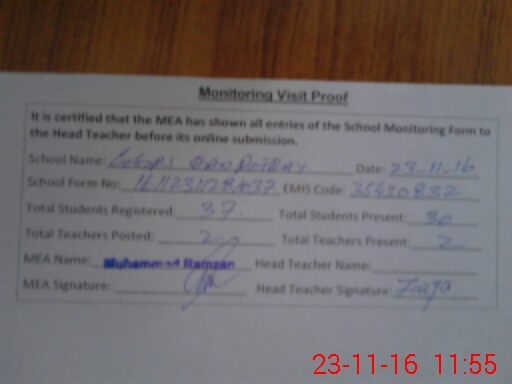 Monitoring Visit Proof
It is certified that the MEA has shown all entries of the School Monitoring Form to
the Head Teacher before its online submission.
School Name: Date: 23-11-16
School Form No: EMIS Code:
Total Students Registered: 37. Total Students Present: 30
Total Teachers Posted: 2 Total Teachers Present: 2
MEA Name: Muhammad Ramzan Head Teacher Name:
MEA Signature: Head Teacher Signature:
23-11-16 11:55